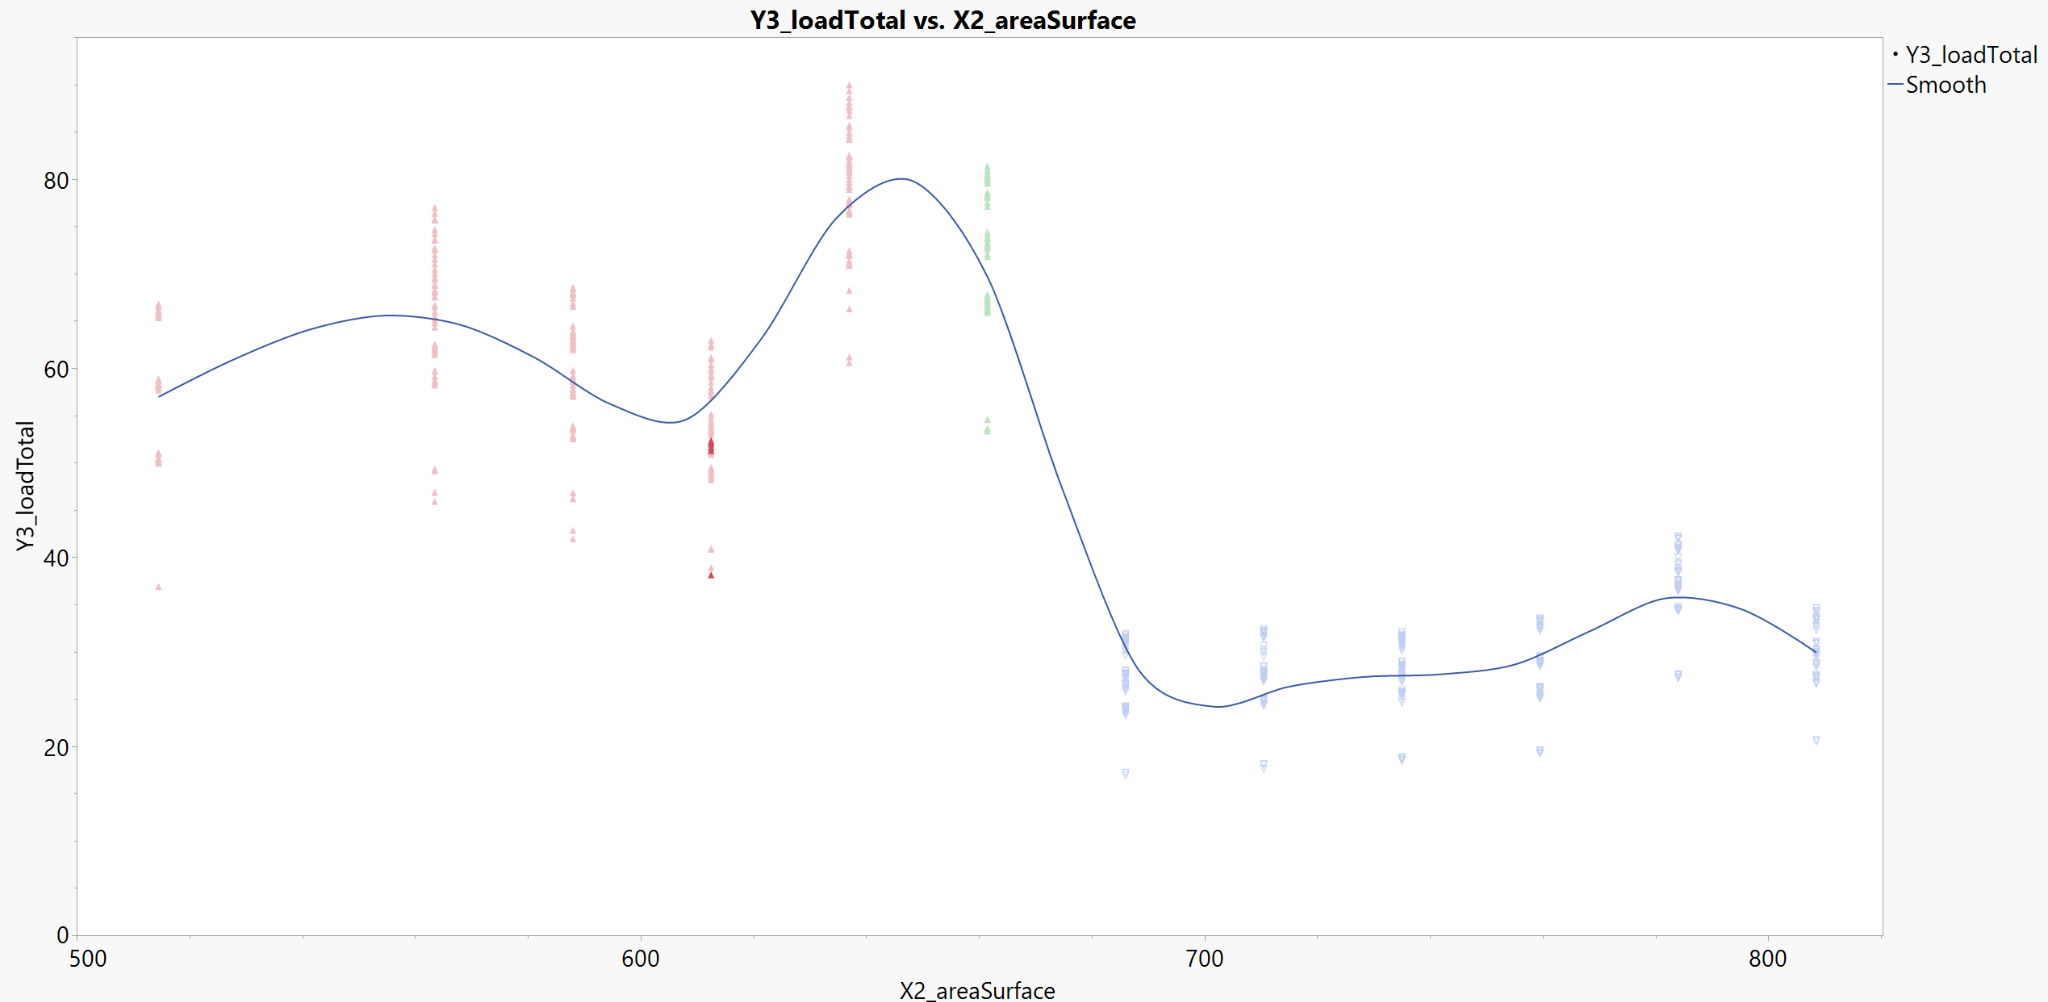 Y3_loadTotal vs. X2_areaSurface
Y3_loadTotal
Smooth
80
60
40
20
0
Y3_loadTotal
500 600 700 800
X2_areaSurface